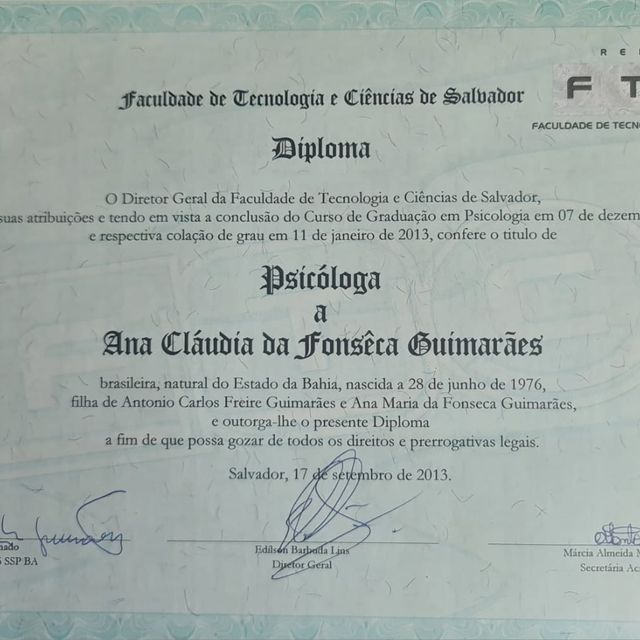 R E
F T
FACULDADE DE TECN
Faculdade de Tecnologia e Ciências de Salvador
Diploma
O Diretor Geral da Faculdade de Tecnologia e Ciências de Salvador,
suas atribuições e tendo em vista a conclusão do Curso de Graduação em Psicologia em 07 de dezem
e respectiva colação de grau em 11 de janeiro de 2013, confere o titulo de
Psicóloga
a
Ana Cláudia da Fonsêca Guimarães
brasileira, natural do Estado da Bahia, nascida a 28 de junho de 1976,
filha de Antonio Carlos Freire Guimarães e Ana Maria da Fonseca Guimarães,
e outorga-lhe o presente Diploma
a fim de que possa gozar de todos os direitos e prerrogativas legais.
Salvador, 17 de setembro de 2013.
nado
SSP BA
Edílson Barbuda Lins
Diretor Geral
Márcia Almeida M
Secretária Ac